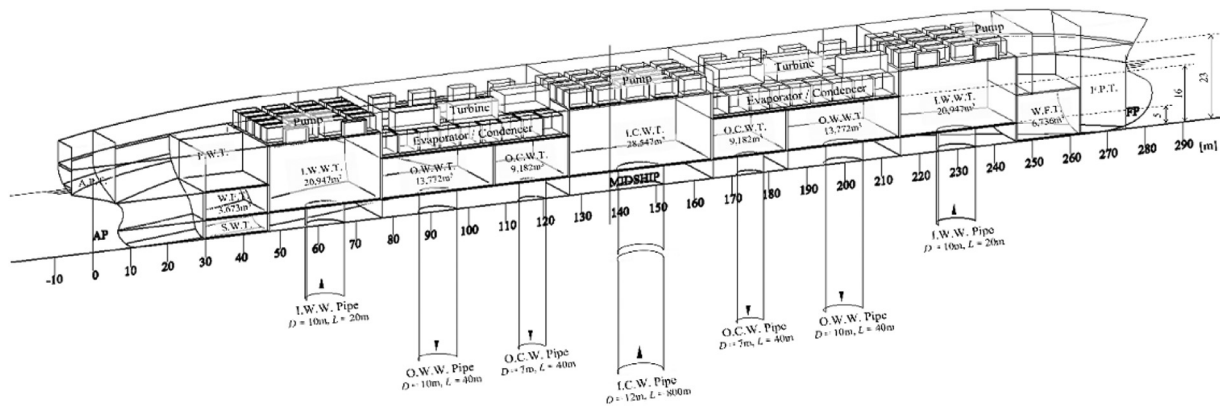 Pump
Turbine
Evaporator / Condencer
Pump
Turbine
Evaporator / Condencer
Pump
F.W.T.
A.P.T.
W.F.T.
3,673m³
S.W.T.
I.W.T.
20,947m³
O.W.W.T.
13,772m³
O.C.W.T.
9,182m³
I.C.W.T.
28,547m³
O.C.W.T.
9,182m³
O.W.W.T.
13,772m³
I.W.W.T.
20,947m³
W.F.T.
6,736m³
F.P.T.
FP
5
16
23
AP
MIDSHIP
-10 0 10 20 30 40 50 60 70 80 90 100 110 120 130 140 150 160 170 180 190 200 210 220 230 240 250 260 270 280 290 [m]
I.W.W. Pipe
D = 10m, L = 20m
O.W.W. Pipe
D = 10m, L = 40m
O.C.W. Pipe
D = 7m, L = 40m
I.C.W. Pipe
D = 12m, L = 800m
O.C.W. Pipe
D = 7m, L = 40m
O.W.W. Pipe
D = 10m, L = 40m
I.W.W. Pipe
D = 10m, L = 20m